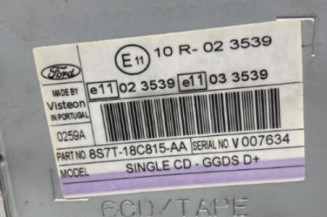 E11 10 R- 02 3539
Ford
e11 02 3539 e11 03 3539
MADE BY
Visteon
IN PORTUGAL
0259A
PART NO. 8S7T-18C815-AA SERIAL NO. V 007634
MODEL SINGLE CD - GGDS D+
6CD/TAPE